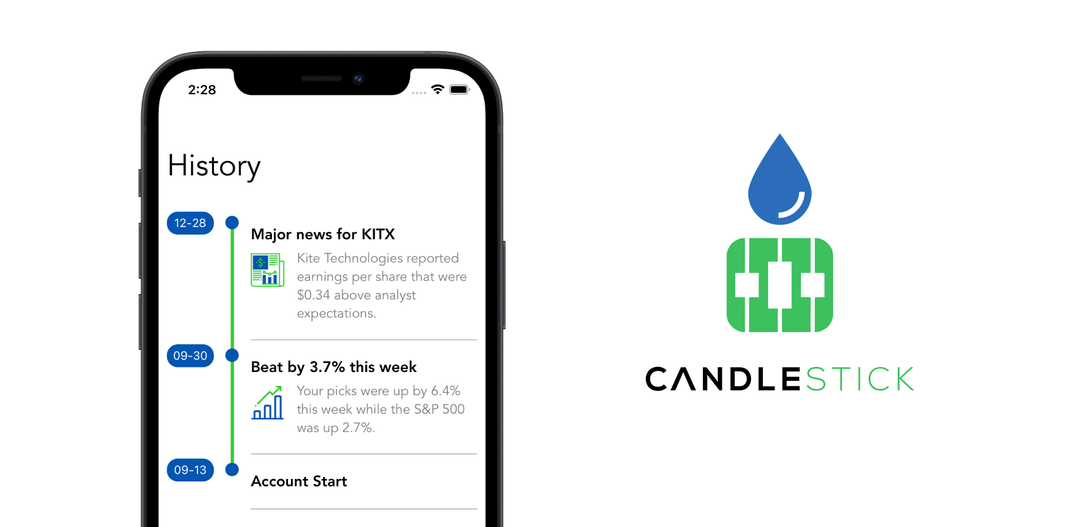 2:28
History
12-28
Major news for KITX
Kite Technologies reported
earnings per share that were
$0.34 above analyst
expectations.
09-30
Beat by 3.7% this week
Your picks were up by 6.4%
this week while the S&P 500
was up 2.7%.
09-13
Account Start
CANDLESTICK